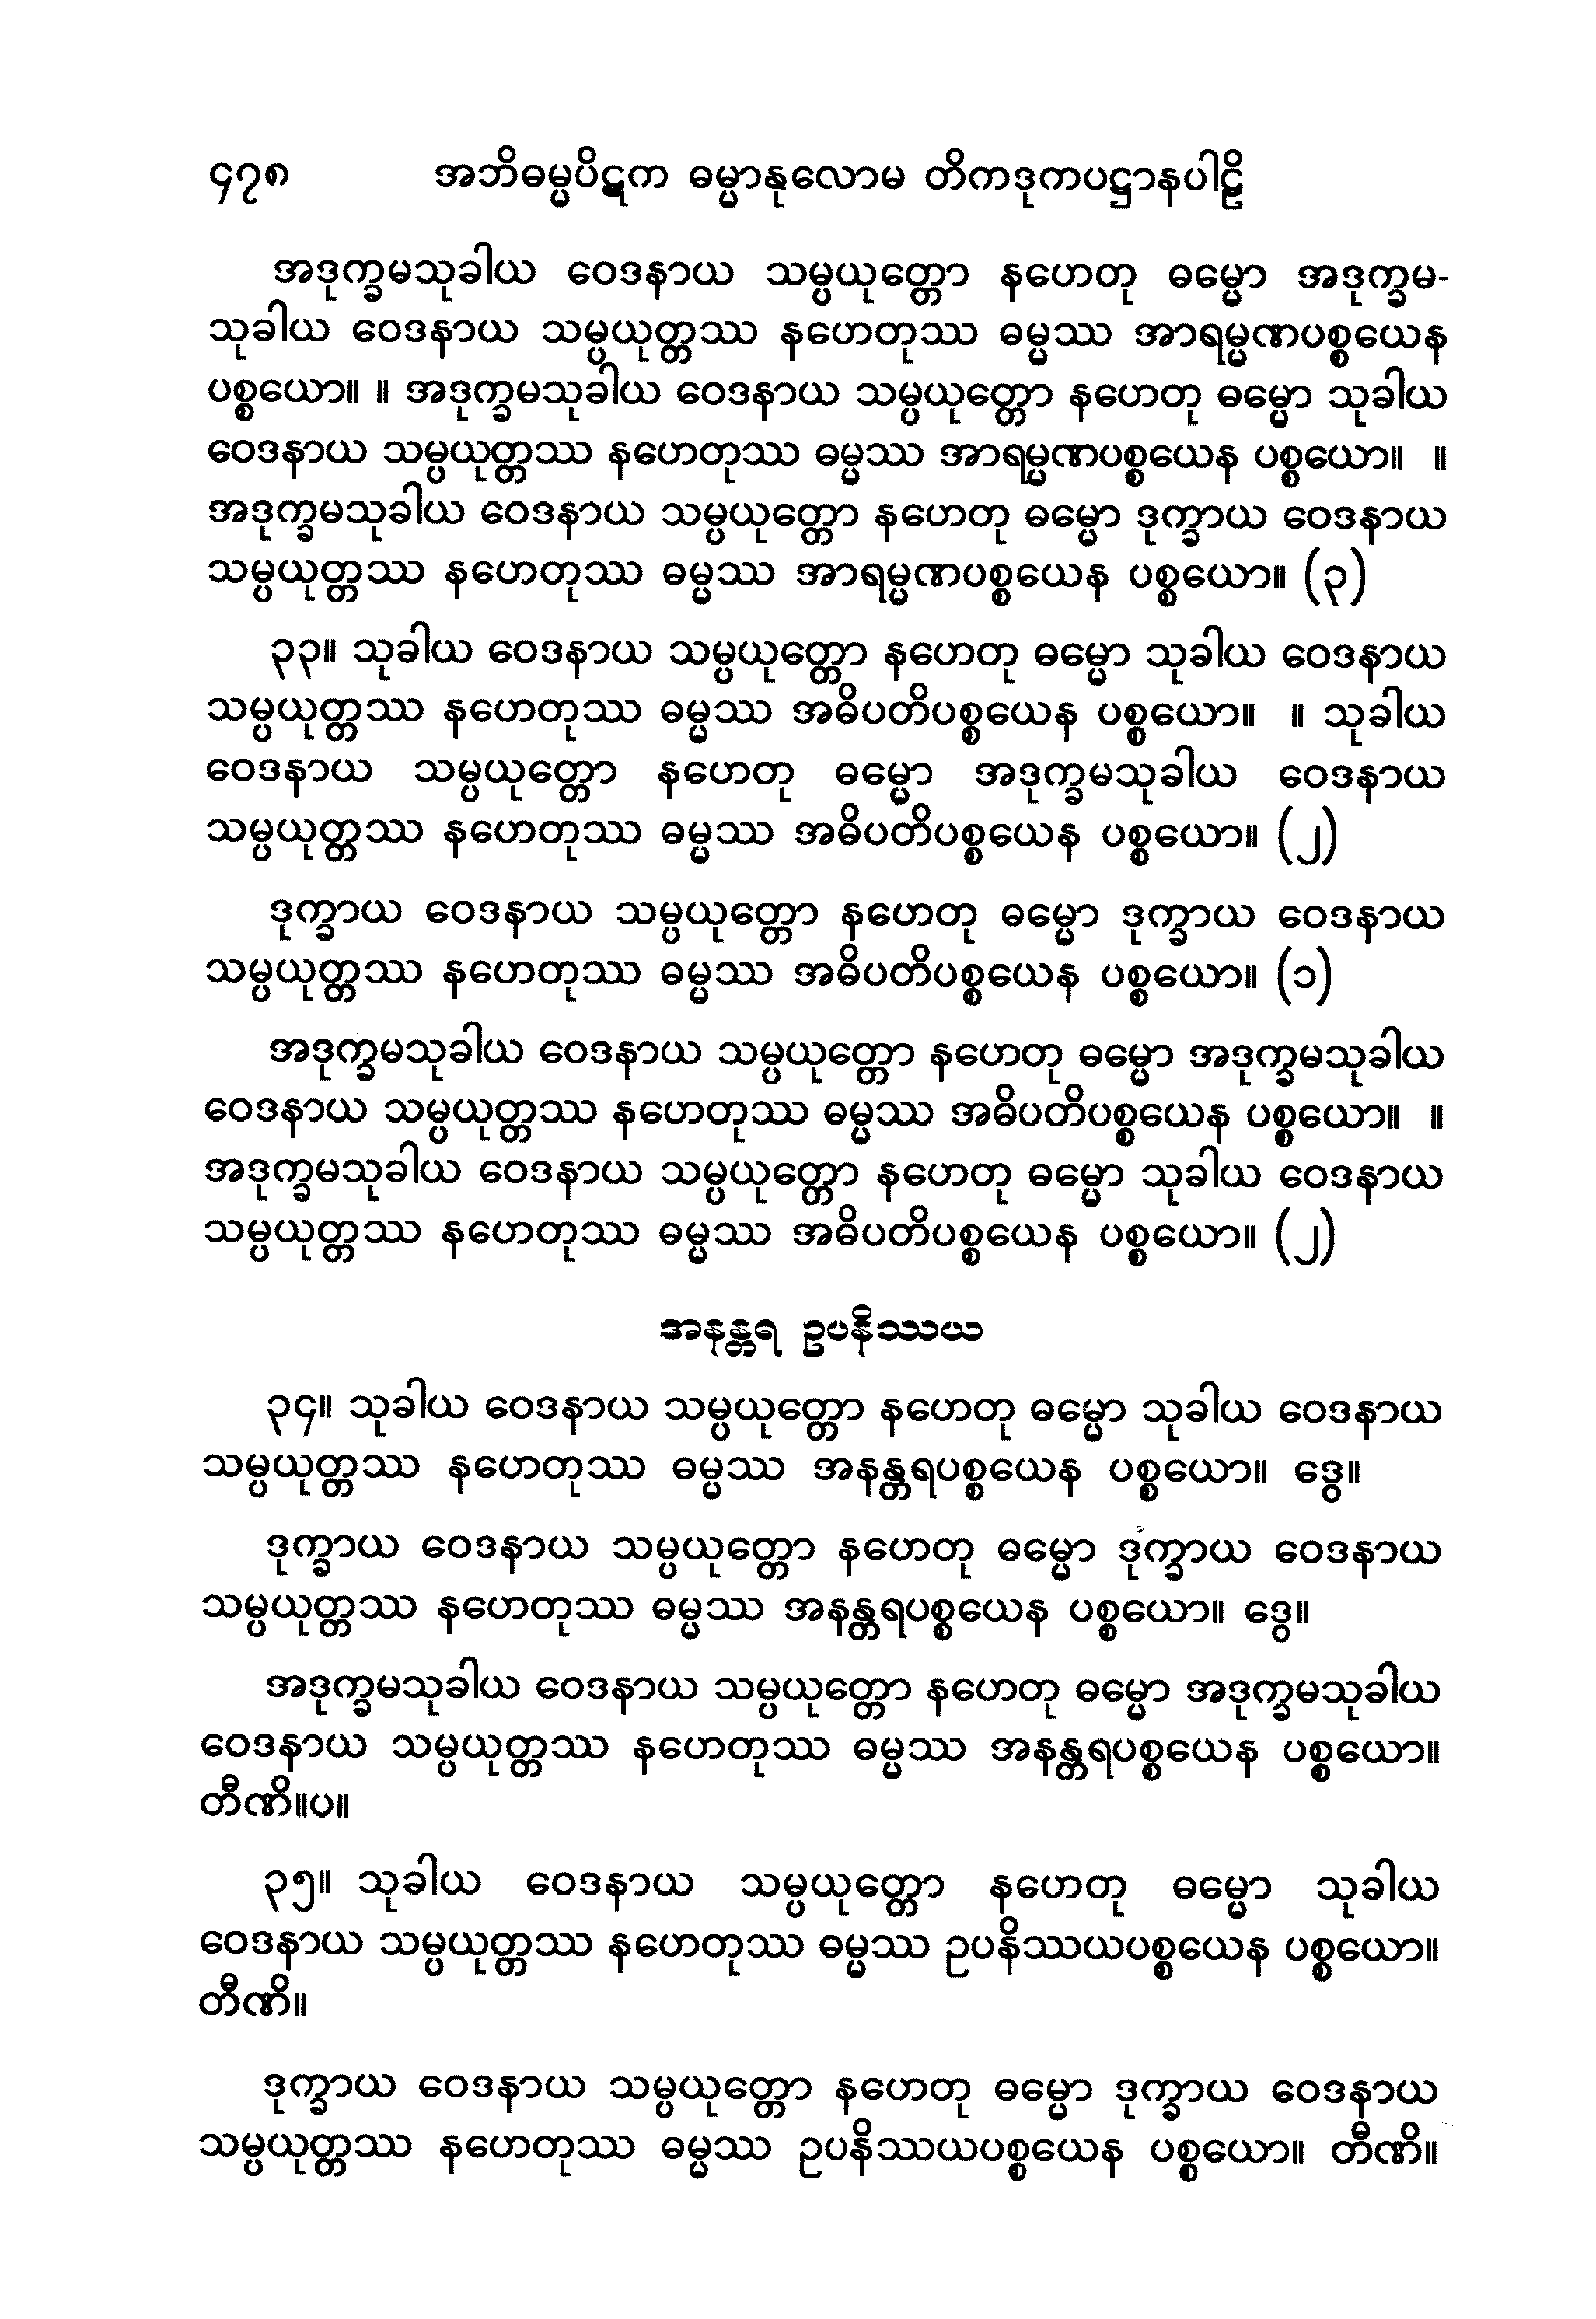 ၄၇၈ အဘိဓမ္မပိဋက ဓမ္မာနုလောမ တိကဒုကပဋ္ဌာနပါဠိ
အဒုက္ခမသုခါယ ဝေဒနာယ သမ္ပယုတ္တော နဟေတု ဓမ္မော အဒုက္ခမ-
သုခါယ ဝေဒနာယ သမ္ပယုတ္တဿ နဟေတုဿ ဓမ္မဿ အာရမ္မဏပစ္စယေန
ပစ္စယော။ ။ အဒုက္ခမသုခါယ ဝေဒနာယ သမ္ပယုတ္တော နဟေတု ဓမ္မော သုခါယ
ဝေဒနာယ သမ္ပယုတ္တဿ နဟေတုဿ ဓမ္မဿ အာရမ္မဏပစ္စယေန ပစ္စယော။ ။
အဒုက္ခမသုခါယ ဝေဒနာယ သမ္ပယုတ္တော နဟေတု ဓမ္မော ဒုက္ခာယ ဝေဒနာယ
သမ္ပယုတ္တဿ နဟေတုဿ ဓမ္မဿ အာရမ္မဏပစ္စယေန ပစ္စယော။ (၃)
၃၃။ သုခါယ ဝေဒနာယ သမ္ပယုတ္တော နဟေတု ဓမ္မော သုခါယ ဝေဒနာယ
သမ္ပယုတ္တဿ နဟေတုဿ ဓမ္မဿ အဓိပတိပစ္စယေန ပစ္စယော။ ။ သုခါယ
ဝေဒနာယ သမ္ပယုတ္တော နဟေတု ဓမ္မော အဒုက္ခမသုခါယ ဝေဒနာယ
သမ္ပယုတ္တဿ နဟေတုဿ ဓမ္မဿ အဓိပတိပစ္စယေန ပစ္စယော။ (၂)
ဒုက္ခာယ ဝေဒနာယ သမ္ပယုတ္တော နဟေတု ဓမ္မော ဒုက္ခာယ ဝေဒနာယ
သမ္ပယုတ္တဿ နဟေတုဿ ဓမ္မဿ အဓိပတိပစ္စယေန ပစ္စယော။ (၁)
အဒုက္ခမသုခါယ ဝေဒနာယ သမ္ပယုတ္တော နဟေတု ဓမ္မော အဒုက္ခမသုခါယ
ဝေဒနာယ သမ္ပယုတ္တဿ နဟေတုဿ ဓမ္မဿ အဓိပတိပစ္စယေန ပစ္စယော။ ။
အဒုက္ခမသုခါယ ဝေဒနာယ သမ္ပယုတ္တော နဟေတု ဓမ္မော သုခါယ ဝေဒနာယ
သမ္ပယုတ္တဿ နဟေတုဿ ဓမ္မဿ အဓိပတိပစ္စယေန ပစ္စယော။ (၂)
အနန္တရ ဥပနိဿယ
၃၄။ သုခါယ ဝေဒနာယ သမ္ပယုတ္တော နဟေတု ဓမ္မော သုခါယ ဝေဒနာယ
သမ္ပယုတ္တဿ နဟေတုဿ ဓမ္မဿ အနန္တရပစ္စယေန ပစ္စယော။ ဒွေ။
ဒုက္ခာယ ဝေဒနာယ သမ္ပယုတ္တော နဟေတု ဓမ္မော ဒုက္ခာယ ဝေဒနာယ
သမ္ပယုတ္တဿ နဟေတုဿ ဓမ္မဿ အနန္တရပစ္စယေန ပစ္စယော။ ဒွေ။
အဒုက္ခမသုခါယ ဝေဒနာယ သမ္ပယုတ္တော နဟေတု ဓမ္မော အဒုက္ခမသုခါယ
ဝေဒနာယ သမ္ပယုတ္တဿ နဟေတုဿ ဓမ္မဿ အနန္တရပစ္စယေန ပစ္စယော။
တီဏိ။ပ။
၃၅။ သုခါယ ဝေဒနာယ သမ္ပယုတ္တော နဟေတု ဓမ္မော သုခါယ
ဝေဒနာယ သမ္ပယုတ္တဿ နဟေတုဿ ဓမ္မဿ ဥပနိဿယပစ္စယေန ပစ္စယော။
တီဏိ။
ဒုက္ခာယ ဝေဒနာယ သမ္ပယုတ္တော နဟေတု ဓမ္မော ဒုက္ခာယ ဝေဒနာယ
သမ္ပယုတ္တဿ နဟေတုဿ ဓမ္မဿ ဥပနိဿယပစ္စယေန ပစ္စယော။ တီဏိ။